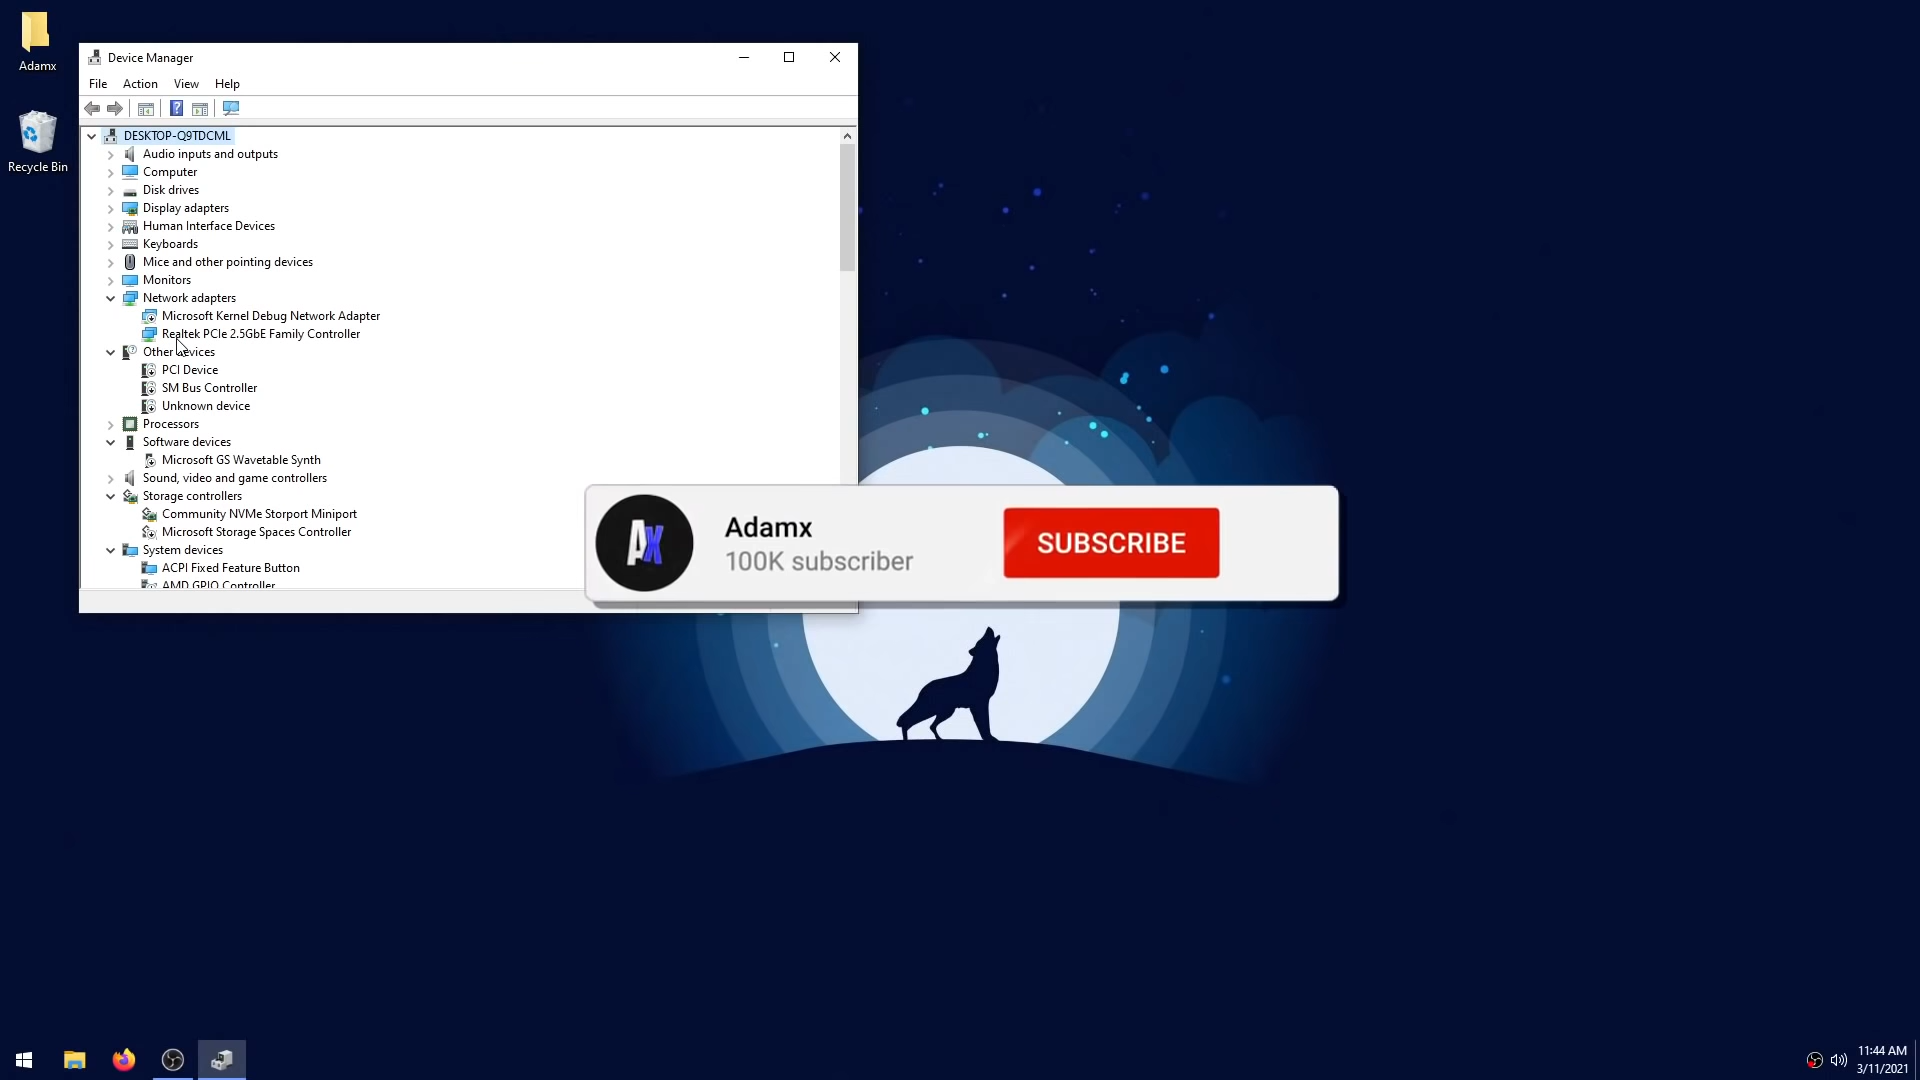 Adamx
Recycle Bin
Device Manager
File Action View Help
DESKTOP-Q9TDCML
Audio inputs and outputs
Computer
Disk drives
Display adapters
Human Interface Devices
Keyboards
Mice and other pointing devices
Monitors
Network adapters
Microsoft Kernel Debug Network Adapter
Realtek PCIe 2.5GbE Family Controller
Other devices
PCI Device
SM Bus Controller
Unknown device
Processors
Software devices
Microsoft GS Wavetable Synth
Sound, video and game controllers
Storage controllers
Community NVMe Storport Miniport
Microsoft Storage Spaces Controller
System devices
ACPI Fixed Feature Button
AMD GPIO Controller
AX
Adamx
100K subscriber
SUBSCRIBE
11:44 AM
3/11/2021